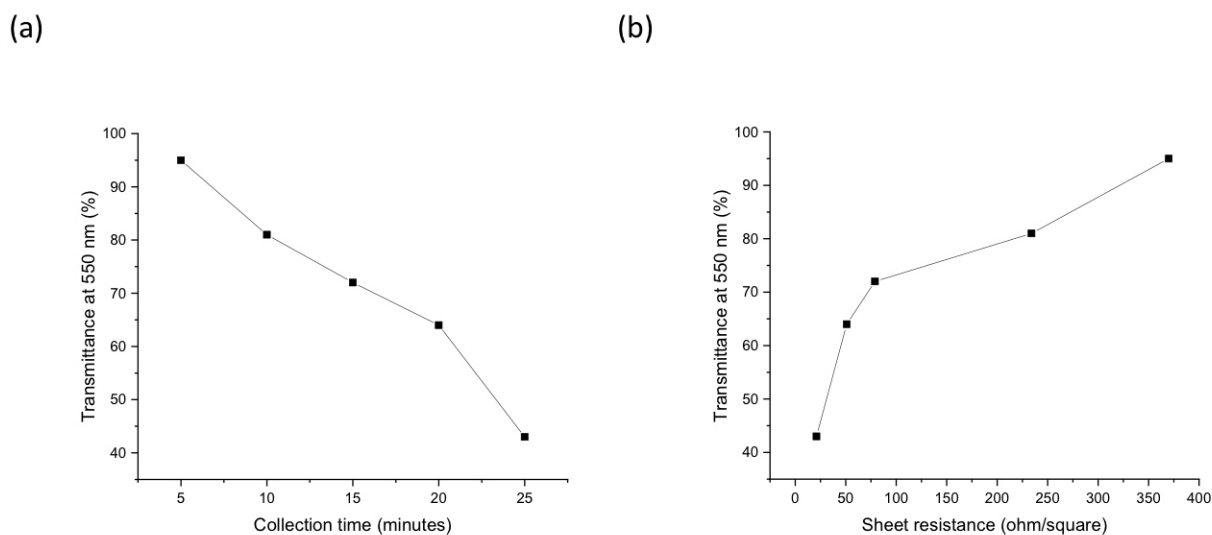 (a)
(b)
Transmittance at 550 nm (%)
100
90
80
70
60
50
40
5 10 15 20 25
Collection time (minutes)
Transmittance at 550 nm (%)
100
90
80
70
60
50
40
0 50 100 150 200 250 300 350 400
Sheet resistance (ohm/square)